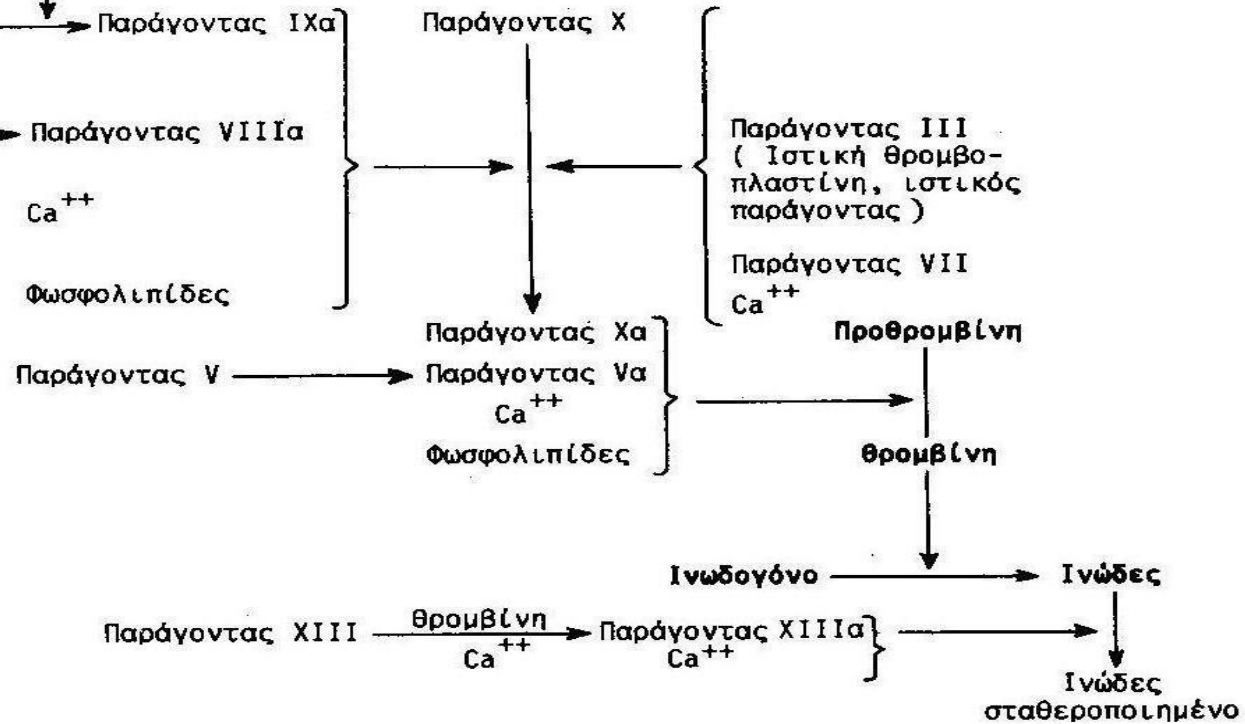 Παράγοντας IXα
Παράγοντας X
Παράγοντας VIIIα
Ca++
Φωσφολιπίδες
Παράγοντας III
( Ιστική θρομβο-
πλαστίνη, ιστικός
παράγοντας )
Παράγοντας VII
Ca++
Παράγοντας Xα
Προθρομβίνη
Παράγοντας V
Παράγοντας Vα
Ca++
Φωσφολιπίδες
θρομβίνη
Ινωδογόνο
Ινώδες
Παράγοντας XIII
θρομβίνη
Ca++
Παράγοντας XIIIα
Ca++
Ινώδες
σταθεροποιημένο